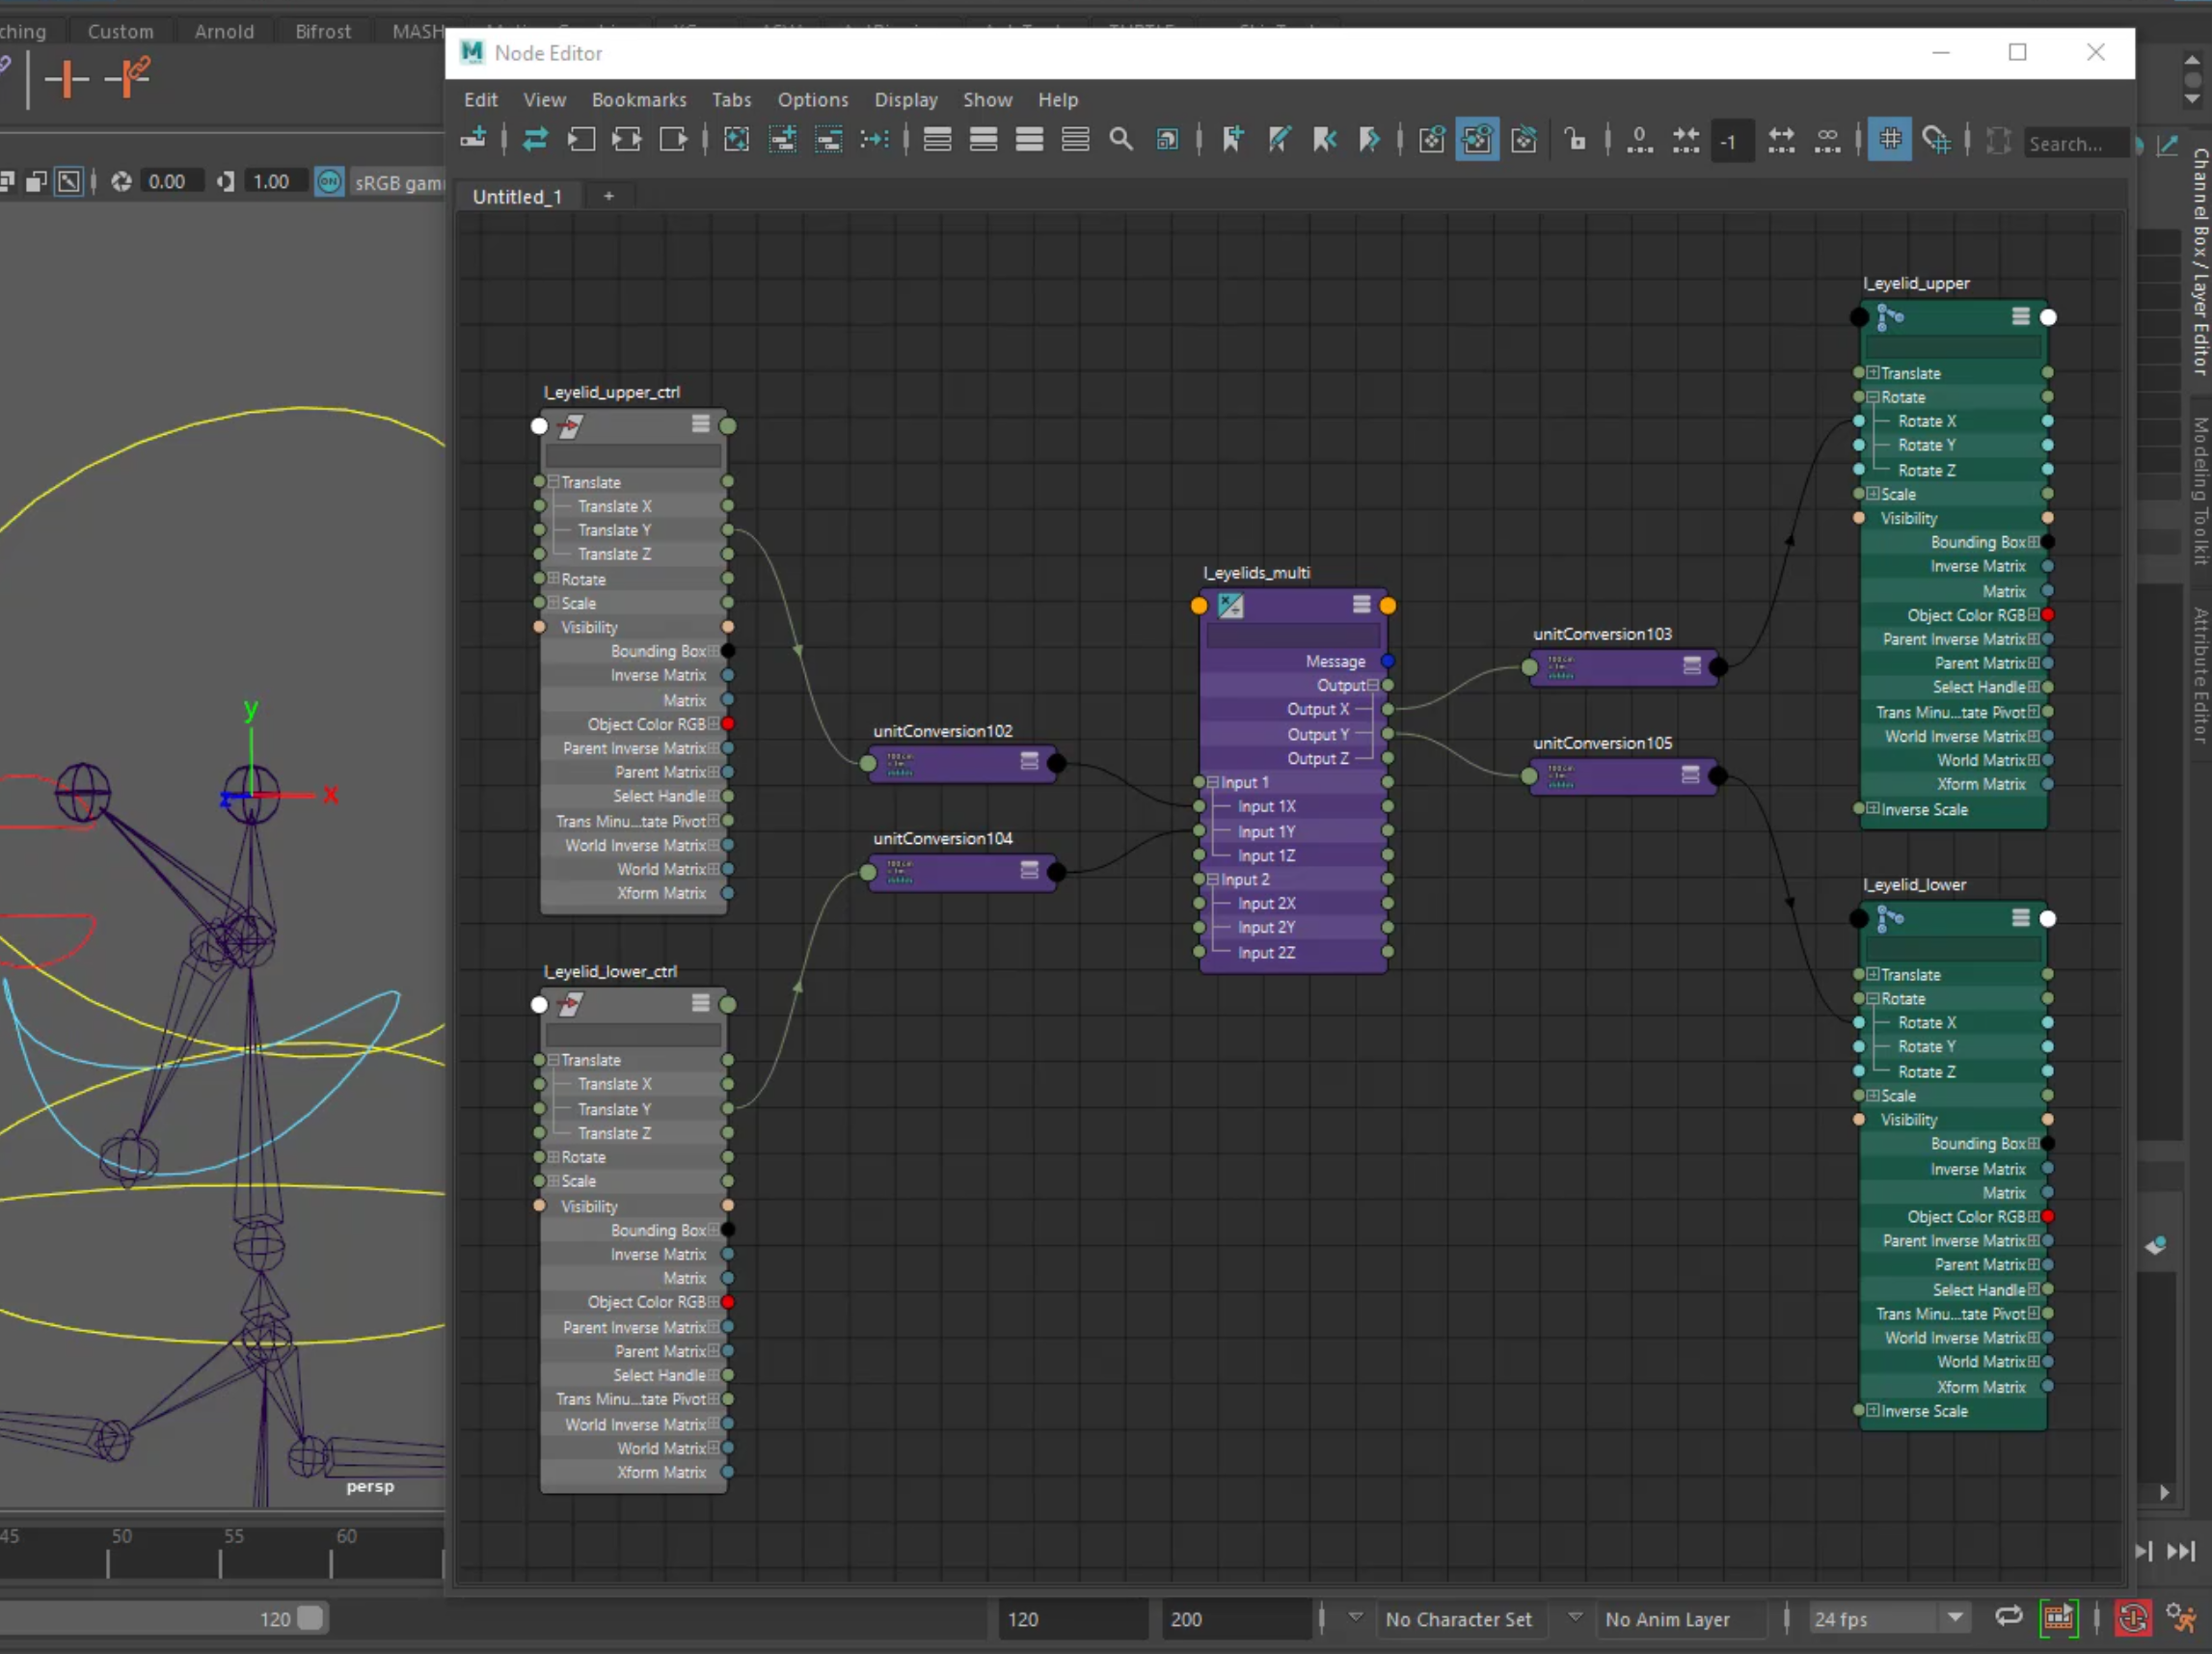 ching Custom Arnold Bifrost MASH
Node Editor
Edit View Bookmarks Tabs Options Display Show Help
-1
Search...
0.00 1.00 ON sRGB gam
Untitled_1 +
Channel Box / Layer Editor
Modeling Toolkit
Attribute Editor
l_eyelid_upper_ctrl
Translate
Translate X
Translate Y
Translate Z
Rotate
Scale
Visibility
Bounding Box
Inverse Matrix
Matrix
Object Color RGB
Parent Inverse Matrix
Parent Matrix
Select Handle
Trans Minu...tate Pivot
World Inverse Matrix
World Matrix
Xform Matrix
l_eyelid_lower_ctrl
Translate
Translate X
Translate Y
Translate Z
Rotate
Scale
Visibility
Bounding Box
Inverse Matrix
Matrix
Object Color RGB
Parent Inverse Matrix
Parent Matrix
Select Handle
Trans Minu...tate Pivot
World Inverse Matrix
World Matrix
Xform Matrix
unitConversion102
unitConversion104
l_eyelids_multi
Message
Output
Output X
Output Y
Output Z
Input 1
Input 1X
Input 1Y
Input 1Z
Input 2
Input 2X
Input 2Y
Input 2Z
unitConversion103
unitConversion105
l_eyelid_upper
Translate
Rotate
Rotate X
Rotate Y
Rotate Z
Scale
Visibility
Bounding Box
Inverse Matrix
Matrix
Object Color RGB
Parent Inverse Matrix
Parent Matrix
Select Handle
Trans Minu...tate Pivot
World Inverse Matrix
World Matrix
Xform Matrix
Inverse Scale
l_eyelid_lower
Translate
Rotate
Rotate X
Rotate Y
Rotate Z
Scale
Visibility
Bounding Box
Inverse Matrix
Matrix
Object Color RGB
Parent Inverse Matrix
Parent Matrix
Select Handle
Trans Minu...tate Pivot
World Inverse Matrix
World Matrix
Xform Matrix
Inverse Scale
y
z x
persp
45 50 55 60
120 120 200 No Character Set No Anim Layer 24 fps